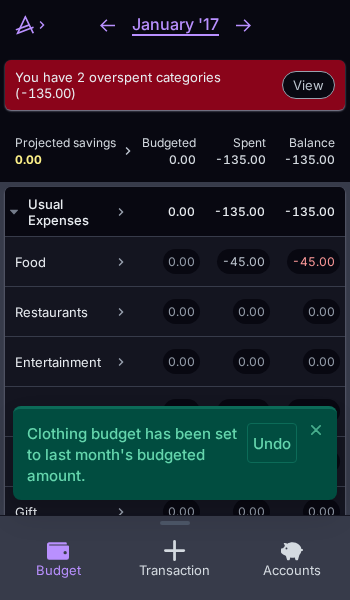 January '17
You have 2 overspent categories
(-135.00)
View
Projected savings
0.00
Budgeted
0.00
Spent
-135.00
Balance
-135.00
Usual
Expenses
0.00 -135.00 -135.00
Food 0.00 -45.00 -45.00
Restaurants 0.00 0.00 0.00
Entertainment 0.00 0.00 0.00
Clothing budget has been set
to last month's budgeted
amount.
Undo
Gift 0.00 0.00 0.00
Budget Transaction Accounts